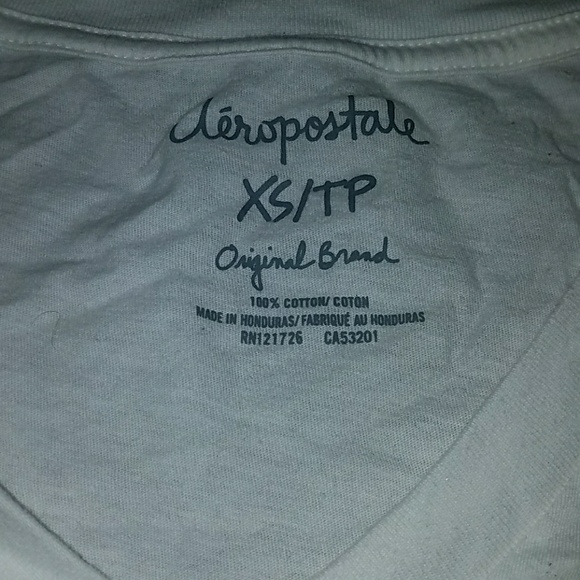 Aéropostale
XS/TP
Original Brand
100% COTTON/ COTON
MADE IN HONDURAS/ FABRIQUÉ AU HONDURAS
RN121726 CA53201